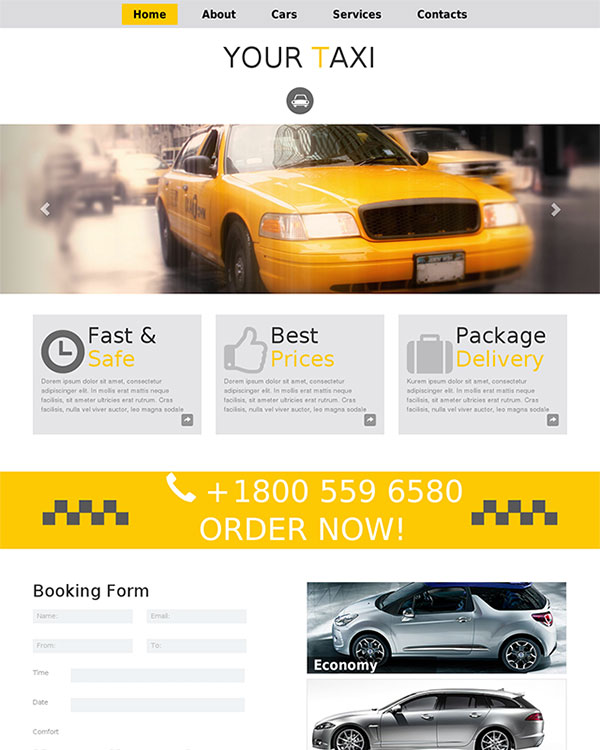 Home About Cars Services Contacts
YOUR TAXI
Fast &
Safe
Dorem ipsum dolor sit amet, consectetur
adipiscinger elit. In mollis erat mattis neque
facilisis, sit ameter ultricies erat rutrum. Cras
facilisis, nulla vel viver auctor, leo magna sodale
Best
Prices
Dorem ipsum dolor sit amet, consectetur
adipiscinger elit. In mollis erat mattis neque
facilisis, sit ameter ultricies erat rutrum. Cras
facilisis, nulla vel viver auctor, leo magna sodale
Package
Delivery
Kurem ipsum dolor sit amet, consectetur
adipiscinger elit. In mollis erat mattis neque
facilisis, sit ameter ultricies erat rutrum. Cras
facilisis, nulla vel viver auctor, leo magna sodale
+1800 559 6580
ORDER NOW!
Booking Form
Name: Email:
From: To:
Time
Date
Comfort
Economy